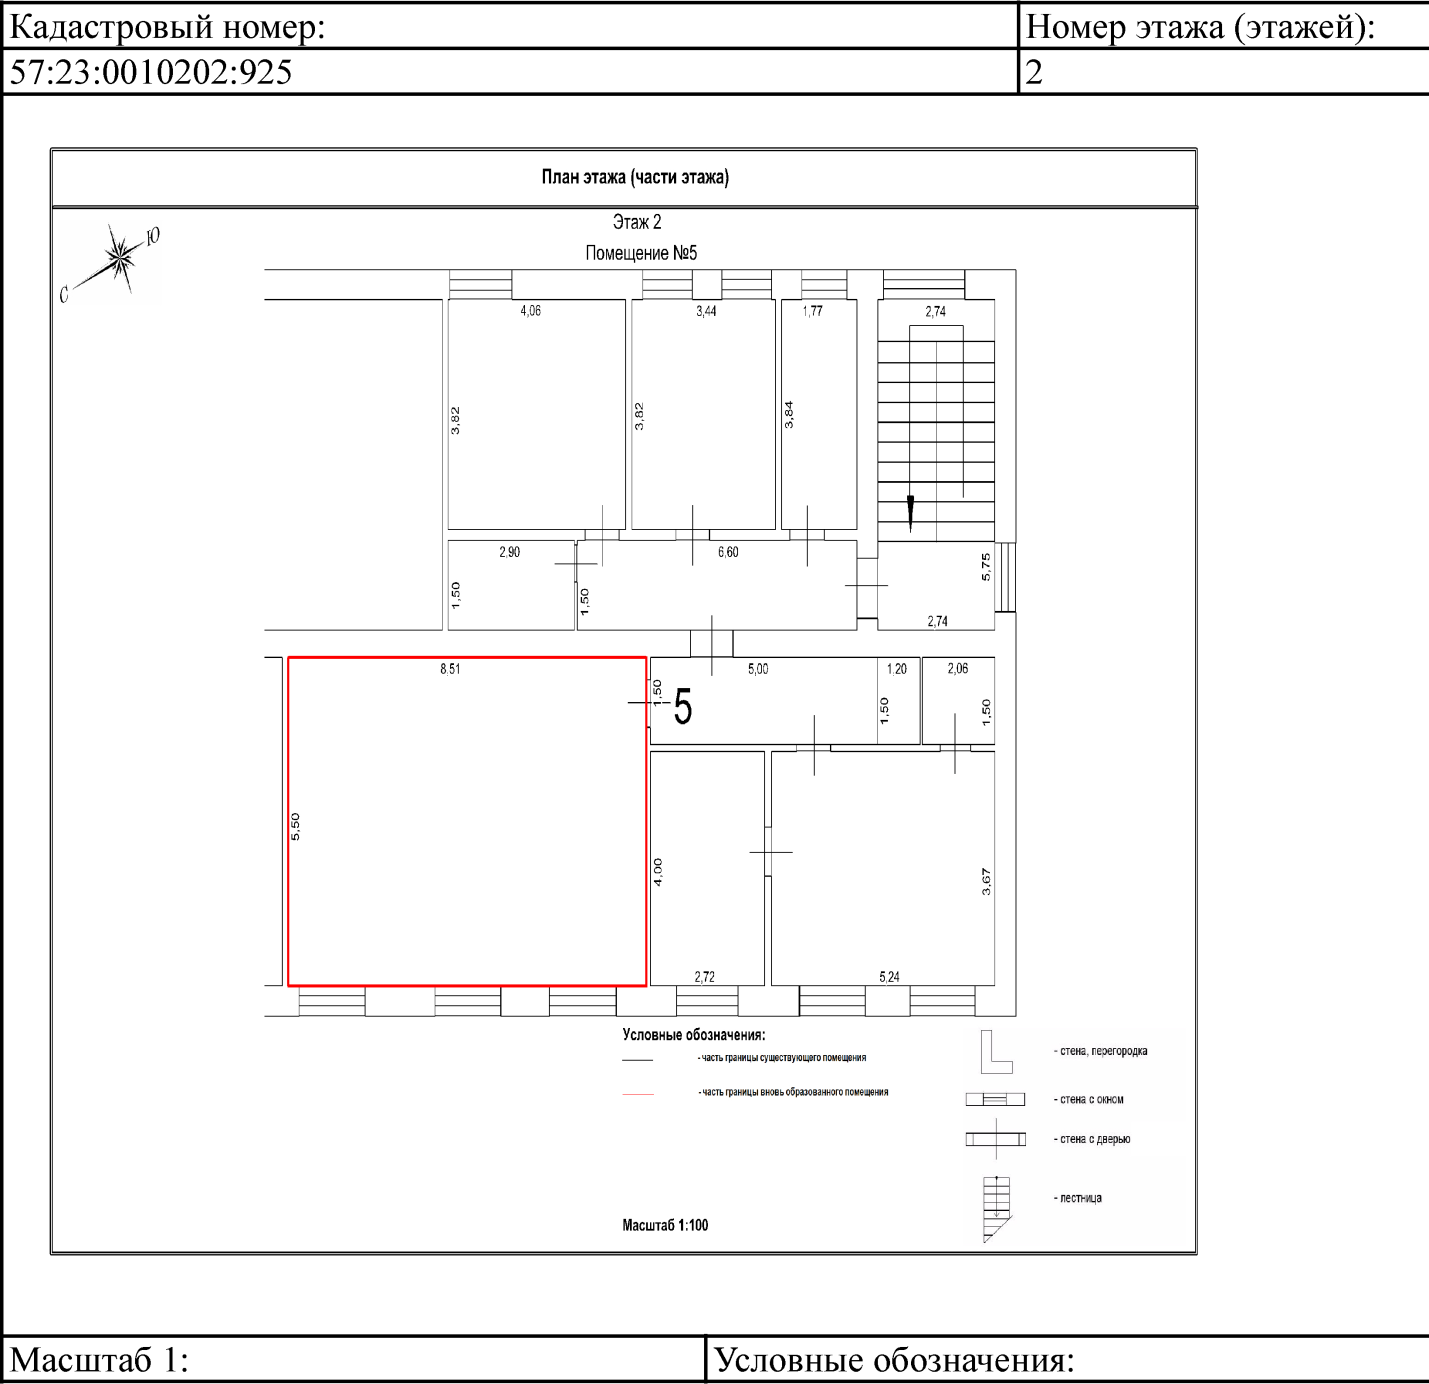 Кадастровый номер:
Номер этажа (этажей):
57:23:0010202:925
2
План этажа (части этажа)
Этаж 2
Помещение №5
Ю
С
4,06
3,44
1,77
2,74
3,82
3,82
3,84
2,90
6,60
5,75
1,50
1,50
2,74
8,51
5,00
1,20
2,06
1,50
5
1,50
1,50
5,50
4,00
3,67
2,72
5,24
Условные обозначения:
- часть границы существующего помещения
- часть границы вновь образованного помещения
- стена, перегородка
- стена с окном
- стена с дверью
- лестница
Масштаб 1:100
Масштаб 1:
Условные обозначения: